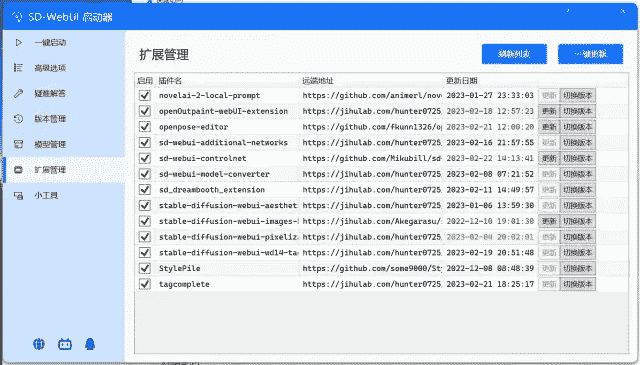 SD-WebUI 启动器
一键启动
高级选项
疑难解答
版本管理
模型管理
扩展管理
小工具
扩展管理
刷新列表 一键更新
启用 插件名 远端地址 更新日期
novelai-2-local-prompt https://github.com/animerl/nove 2023-01-27 23:33:03 更新 切换版本
openOutpaint-webUI-extension https://jihulab.com/hunter0725 2023-02-18 12:57:23 更新 切换版本
openpose-editor https://github.com/fkunn1326/op 2023-02-21 12:00:20 更新 切换版本
sd-webui-additional-networks https://jihulab.com/hunter0725 2023-02-16 21:57:55 更新 切换版本
sd-webui-controlnet https://github.com/Mikubill/sd- 2023-02-22 14:13:41 更新 切换版本
sd-webui-model-converter https://jihulab.com/hunter0725 2023-02-08 07:21:52 更新 切换版本
sd_dreambooth_extension https://jihulab.com/hunter0725 2023-02-11 14:49:57 更新 切换版本
stable-diffusion-webui-aesthet https://jihulab.com/hunter0725 2023-01-06 13:59:30 更新 切换版本
stable-diffusion-webui-images- https://github.com/Akegarasu/s 2022-12-10 19:01:30 更新 切换版本
stable-diffusion-webui-pixeliz https://jihulab.com/hunter0725 2023-02-04 20:02:01 更新 切换版本
stable-diffusion-webui-wd14-ta https://jihulab.com/hunter0725 2023-02-19 20:51:48 更新 切换版本
StylePile https://github.com/some9000/St 2022-12-08 08:48:39 更新 切换版本
tagcomplete https://jihulab.com/hunter0725 2023-02-21 18:25:17 更新 切换版本